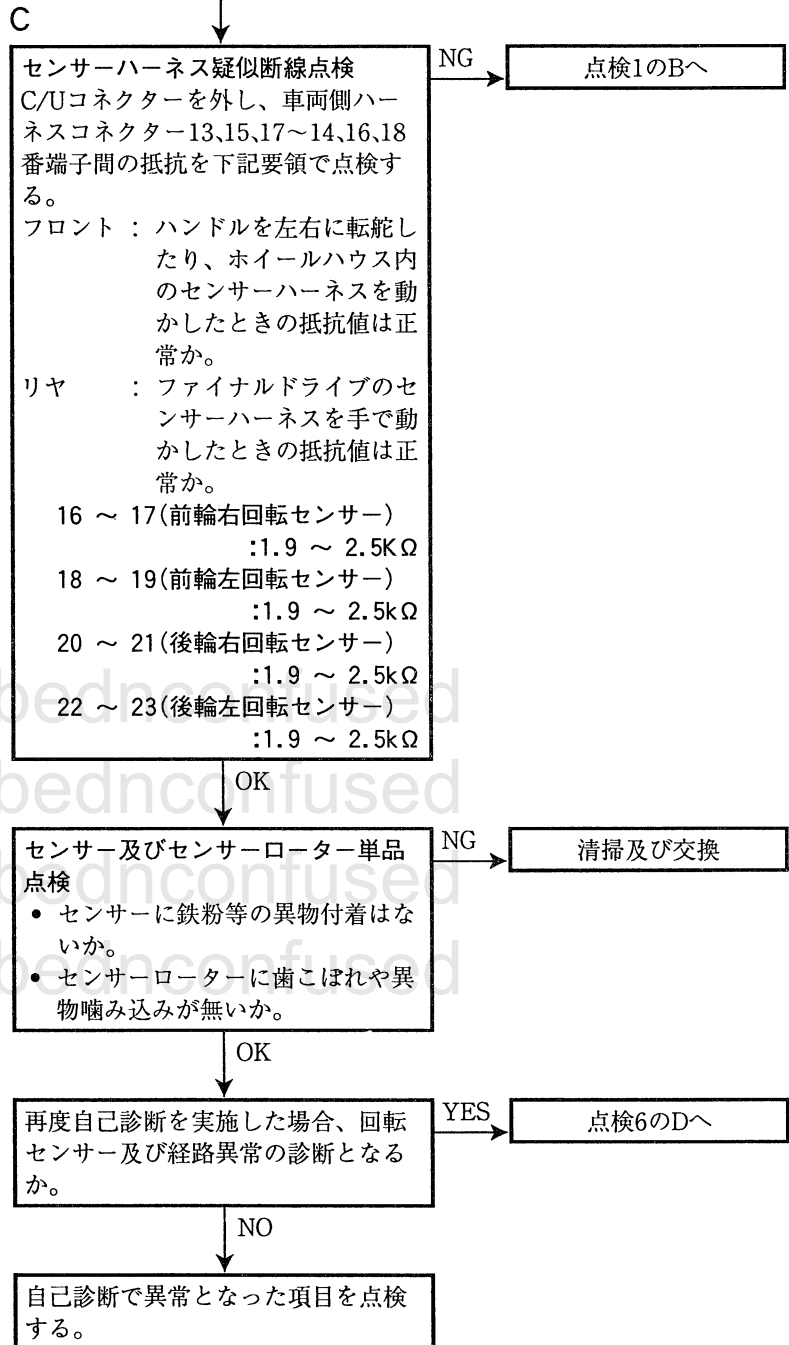 C
センサーハーネス疑似断線点検
C/Uコネクターを外し、車両側ハー
ネスコネクター13、15、17～14、16、18
番端子間の抵抗を下記要領で点検す
る。
フロント : ハンドルを左右に転舵し
たり、ホイールハウス内
のセンサーハーネスを動
かしたときの抵抗値は正
常か。
リヤ : ファイナルドライブのセ
ンサーハーネスを手で動
かしたときの抵抗値は正
常か。
16 ～ 17(前輪右回転センサー)
:1.9 ～ 2.5KΩ
18 ～ 19(前輪左回転センサー)
:1.9 ～ 2.5kΩ
20 ～ 21(後輪右回転センサー)
:1.9 ～ 2.5kΩ
22 ～ 23(後輪左回転センサー)
:1.9 ～ 2.5kΩ
NG
点検1のBへ
OK
センサー及びセンサーローター単品
点検
• センサーに鉄粉等の異物付着はな
いか。
• センサーローターに歯こぼれや異
物噛み込みが無いか。
NG
清掃及び交換
OK
再度自己診断を実施した場合、回転
センサー及び経路異常の診断となる
か。
YES
点検6のDへ
NO
自己診断で異常となった項目を点検
する。
bednconfused
bednconfused
bednconfused
bednconfused